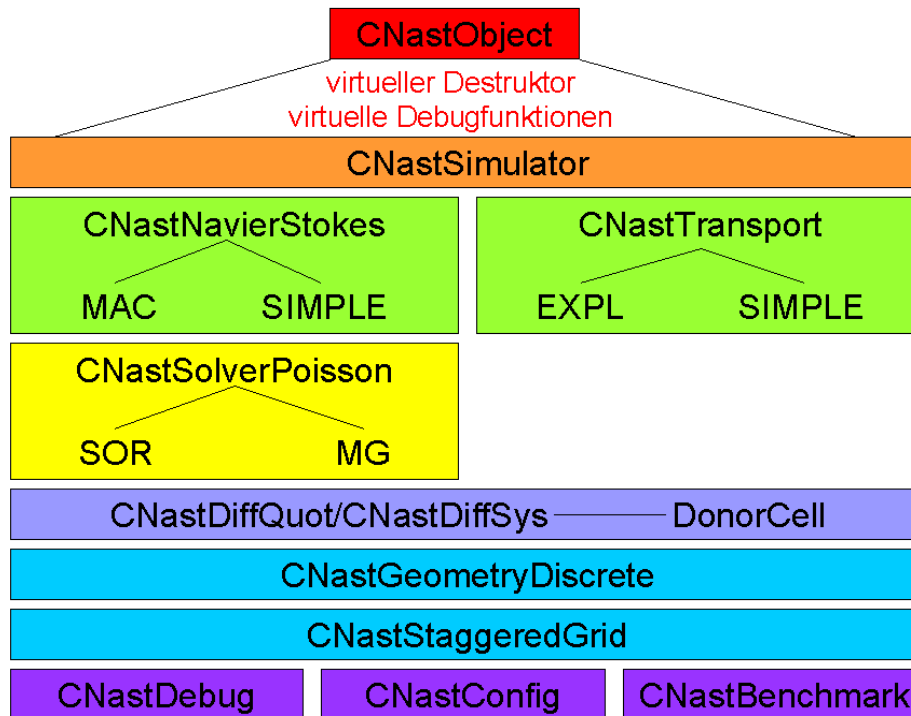 CNastObject
virtueller Destruktor
virtuelle Debugfunktionen
CNastSimulator
CNastNavierStokes
MAC SIMPLE
CNastTransport
EXPL SIMPLE
CNastSolverPoisson
SOR MG
CNastDiffQuot/CNastDiffSys DonorCell
CNastGeometryDiscrete
CNastStaggeredGrid
CNastDebug
CNastConfig
CNastBenchmark